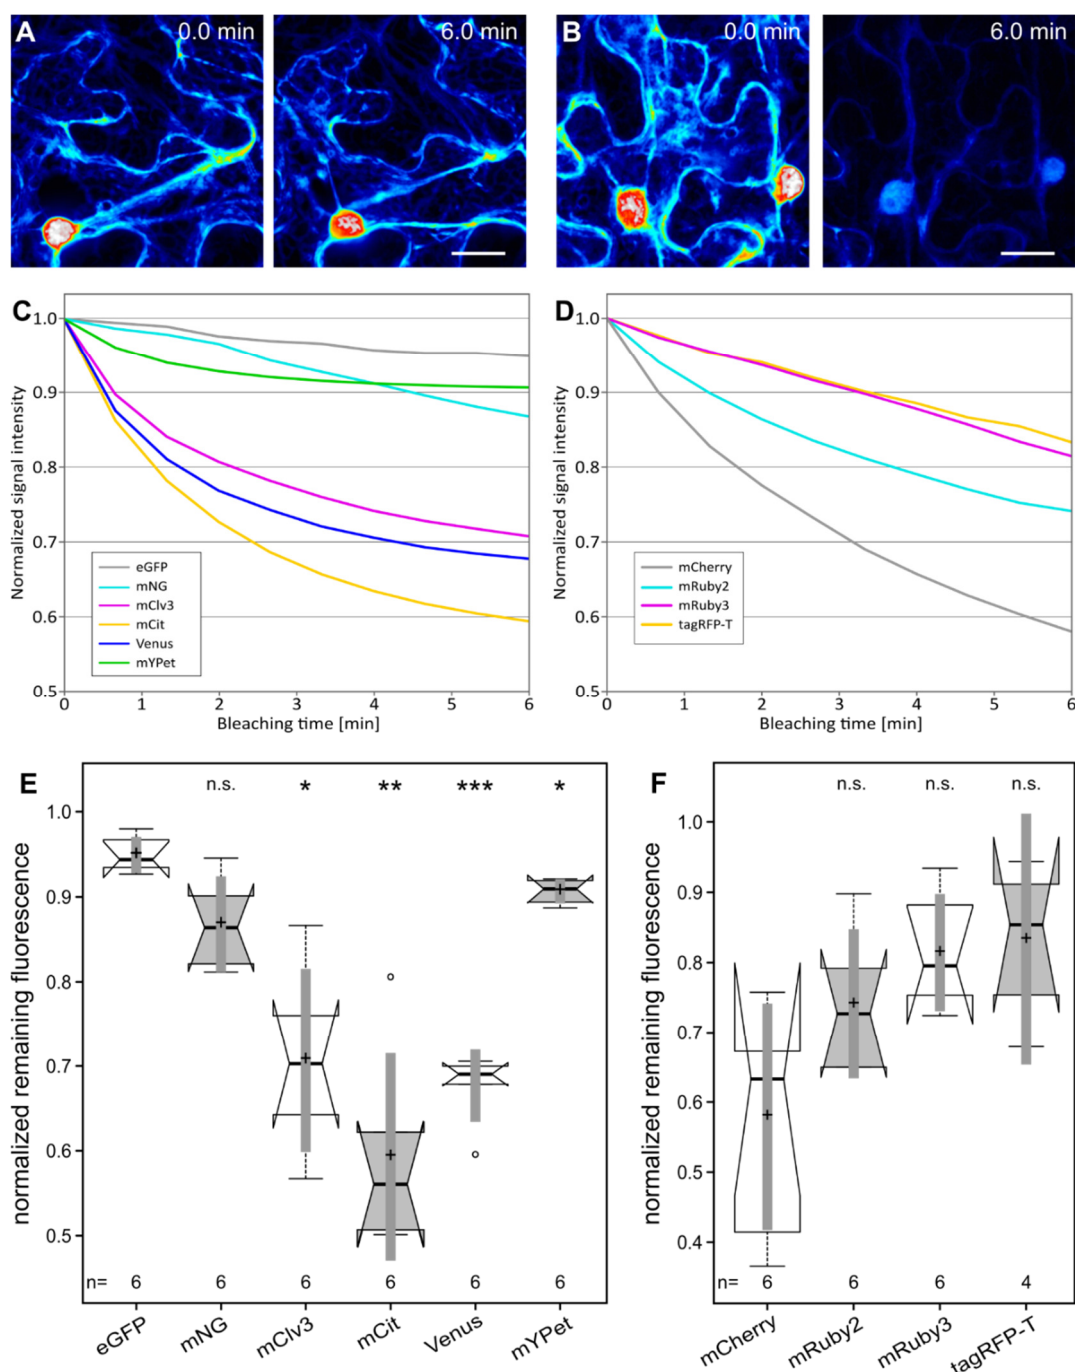 A 0.0 min 6.0 min B 0.0 min 6.0 min
C
Normalized signal intensity
1.0
0.9
0.8
0.7
0.6
0.5
eGFP
mNG
mClv3
mCit
Venus
mYPet
0 1 2 3 4 5 6
Bleaching time [min]
D
Normalized signal intensity
1.0
0.9
0.8
0.7
0.6
0.5
mCherry
mRuby2
mRuby3
tagRFP-T
0 1 2 3 4 5 6
Bleaching time [min]
E
n.s. * ** *** *
normalized remaining fluorescence
1.0
0.9
0.8
0.7
0.6
0.5
n= 6 6 6 6 6 6
eGFP mNG mClv3 mCit Venus mYPet
F
n.s. n.s. n.s.
normalized remaining fluorescence
1.0
0.9
0.8
0.7
0.6
0.5
0.4
n= 6 6 6 4
mCherry mRuby2 mRuby3 tagRFP-T